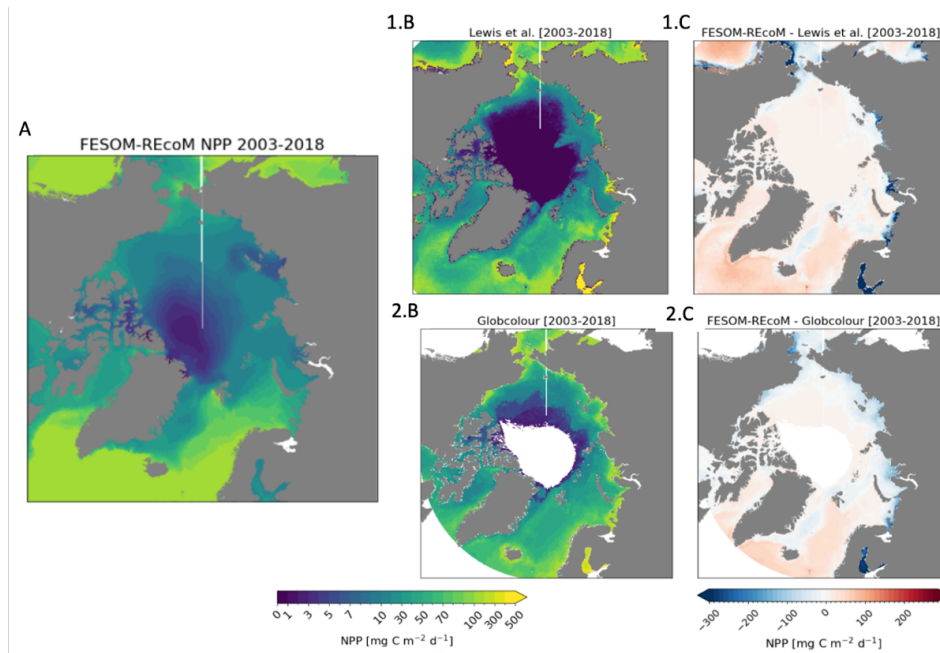 1.B
1.C
Lewis et al. [2003-2018]
FESOM-REcoM - Lewis et al. [2003-2018]
A
FESOM-REcoM NPP 2003-2018
2.B
2.C
Globcolour [2003-2018]
FESOM-REcoM - Globcolour [2003-2018]
0 1 3 5 7 10 30 50 70 100 300 500
NPP [mg C m⁻² d⁻¹]
−300 −200 −100 0 100 200
NPP [mg C m⁻² d⁻¹]